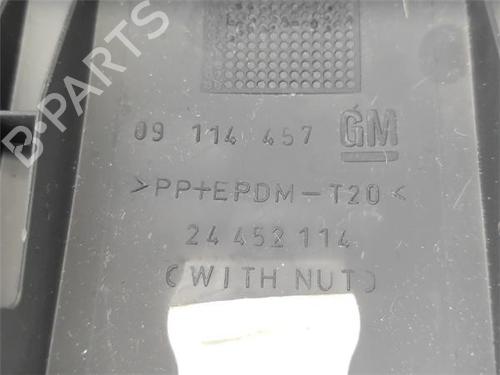 B-PARTS
09 114 457 GM
>PP+EPDM-T20<
24 452 114
(WITH NUT)